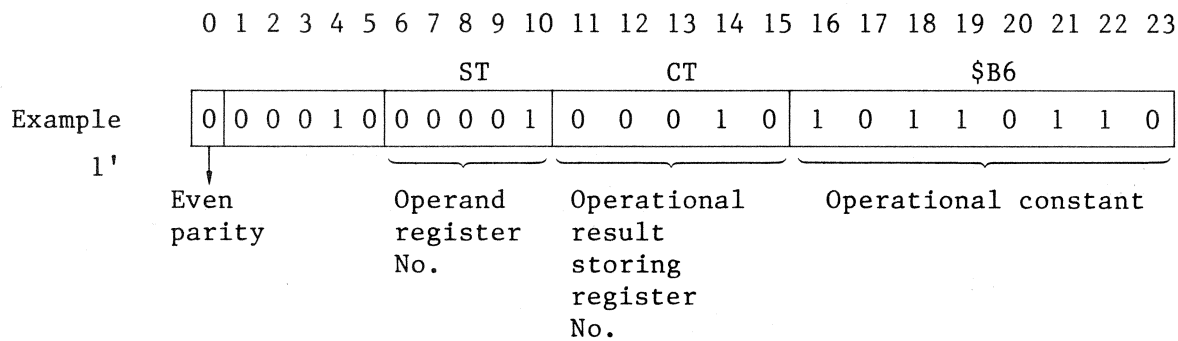 0 1 2 3 4 5 6 7 8 9 10 11 12 13 14 15 16 17 18 19 20 21 22 23
ST CT $B6
Example 0 0 0 0 1 0 0 0 0 0 1 0 0 0 1 0 1 0 1 1 0 1 1 0
1'
Even Operand Operational Operational constant
parity register result
No. storing
register
No.